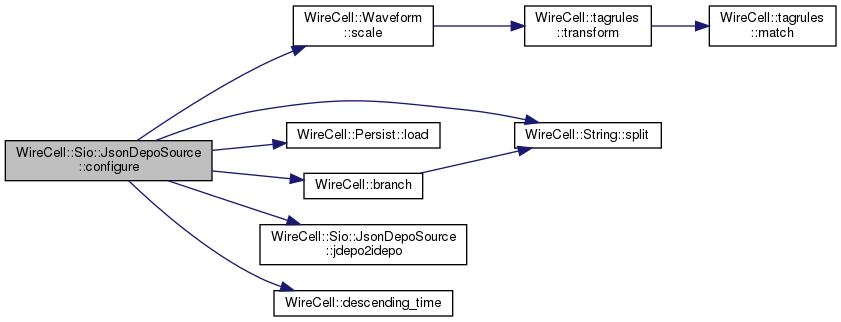 WireCell::Waveform
::scale
WireCell::tagrules
::transform
WireCell::tagrules
::match
WireCell::Sio::JsonDepoSource
::configure
WireCell::Persist::load
WireCell::String::split
WireCell::branch
WireCell::Sio::JsonDepoSource
::jdepo2idepo
WireCell::descending_time